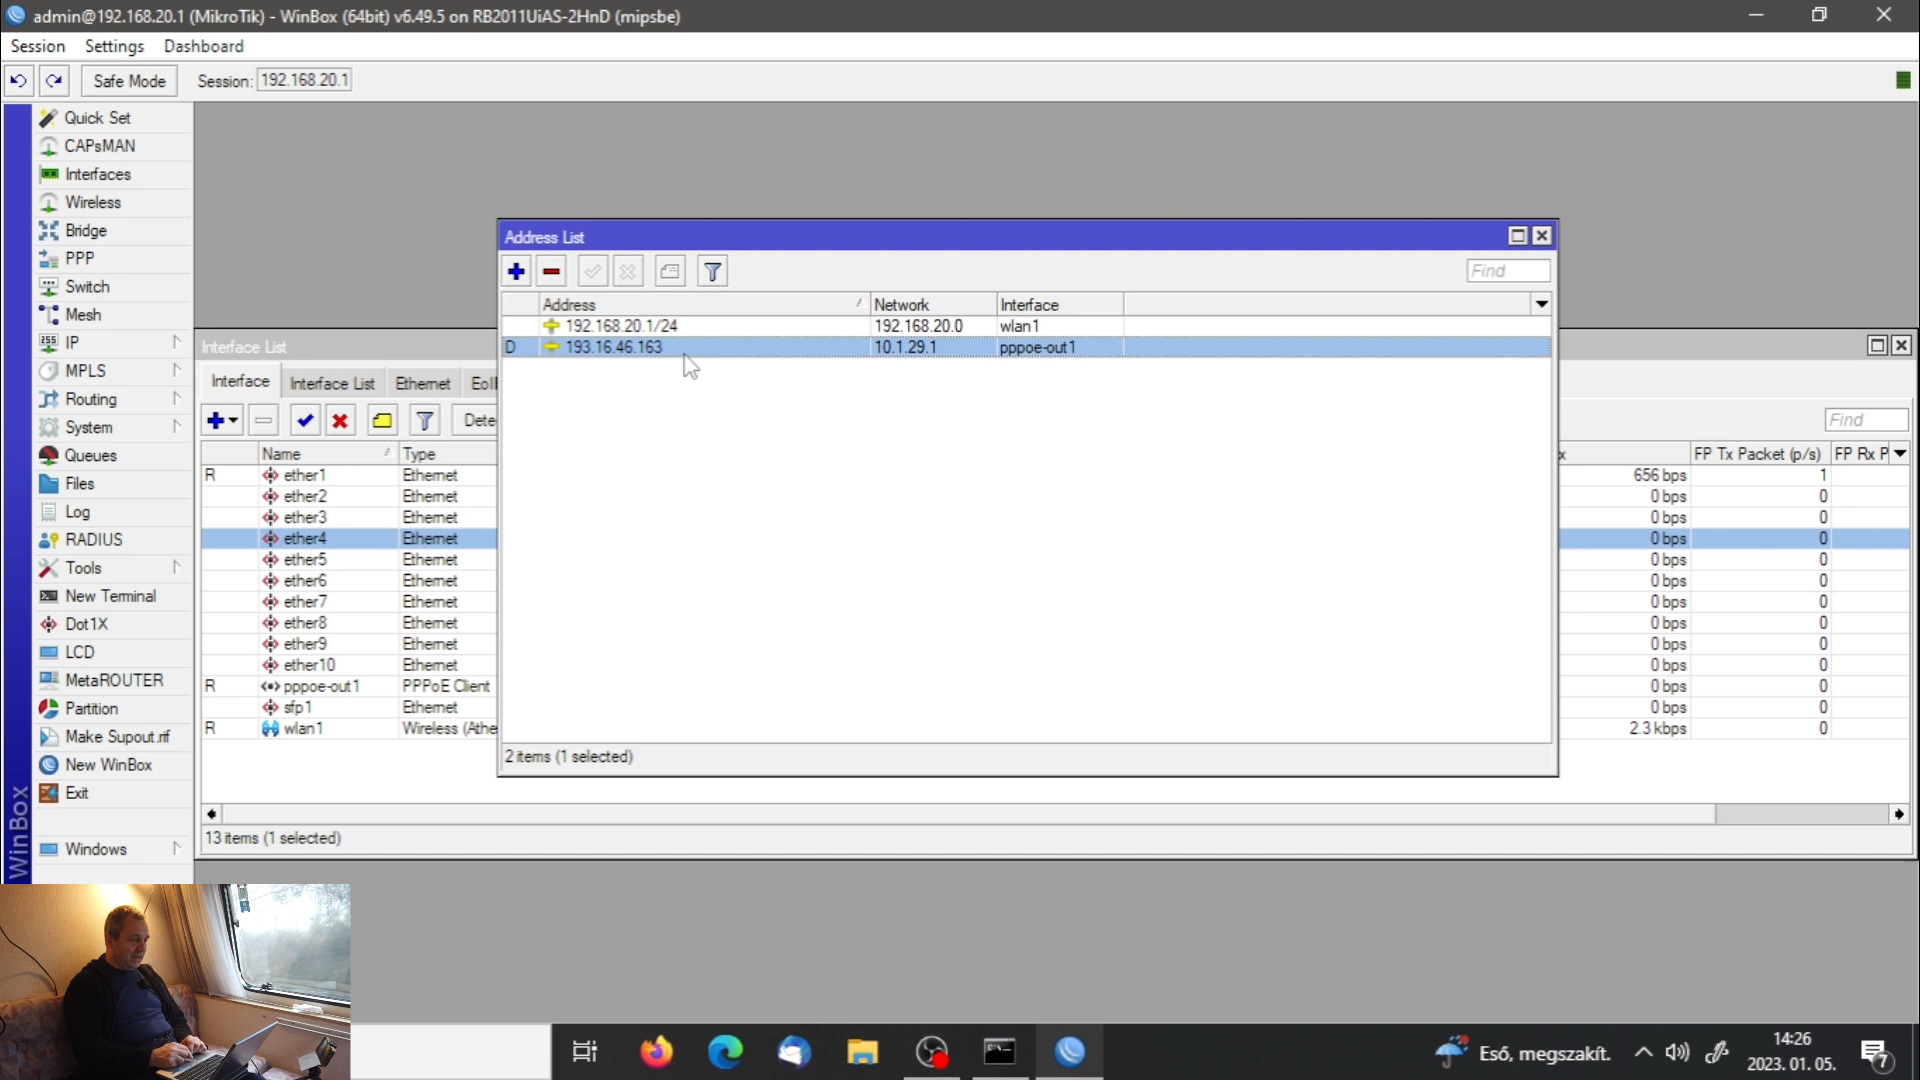 admin@192.168.20.1 (MikroTik) - WinBox (64bit) v6.49.5 on RB2011UiAS-2HnD (mipsbe)
Session Settings Dashboard
Safe Mode Session: 192.168.20.1
Quick Set
CAPsMAN
Interfaces
Wireless
Bridge
PPP
Switch
Mesh
IP
MPLS
Routing
System
Queues
Files
Log
RADIUS
Tools
New Terminal
Dot1X
LCD
MetaROUTER
Partition
Make Supout.rif
New WinBox
Exit
Windows
WinBox
Address List
Find
Address Network Interface
192.168.20.1/24 192.168.20.0 wlan1
D 193.16.46.163 10.1.29.1 pppoe-out1
2 items (1 selected)
Interface List
Interface Interface List Ethernet EoI
Dete Find
Name Type x FP Tx Packet (p/s) FP Rx P
R ether1 Ethernet 656 bps 1
ether2 Ethernet 0 bps 0
ether3 Ethernet 0 bps 0
ether4 Ethernet 0 bps 0
ether5 Ethernet 0 bps 0
ether6 Ethernet 0 bps 0
ether7 Ethernet 0 bps 0
ether8 Ethernet 0 bps 0
ether9 Ethernet 0 bps 0
ether10 Ethernet 0 bps 0
R pppoe-out1 PPPoE Client 0 bps 0
sfp1 Ethernet 0 bps 0
R wlan1 Wireless (Athe 2.3 kbps 0
13 items (1 selected)
Eső, megszakít.
14:26
2023. 01. 05.
7